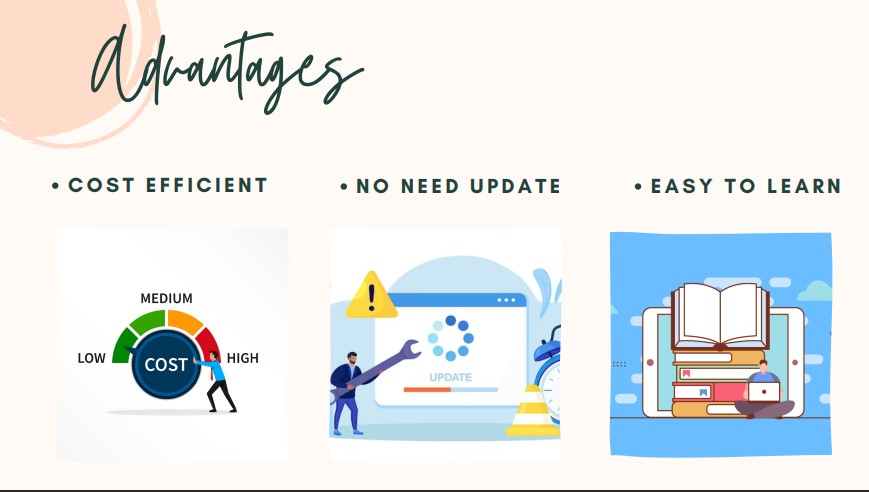 Advantages
• COST EFFICIENT
• NO NEED UPDATE
• EASY TO LEARN
MEDIUM
LOW
COST
HIGH
!
UPDATE